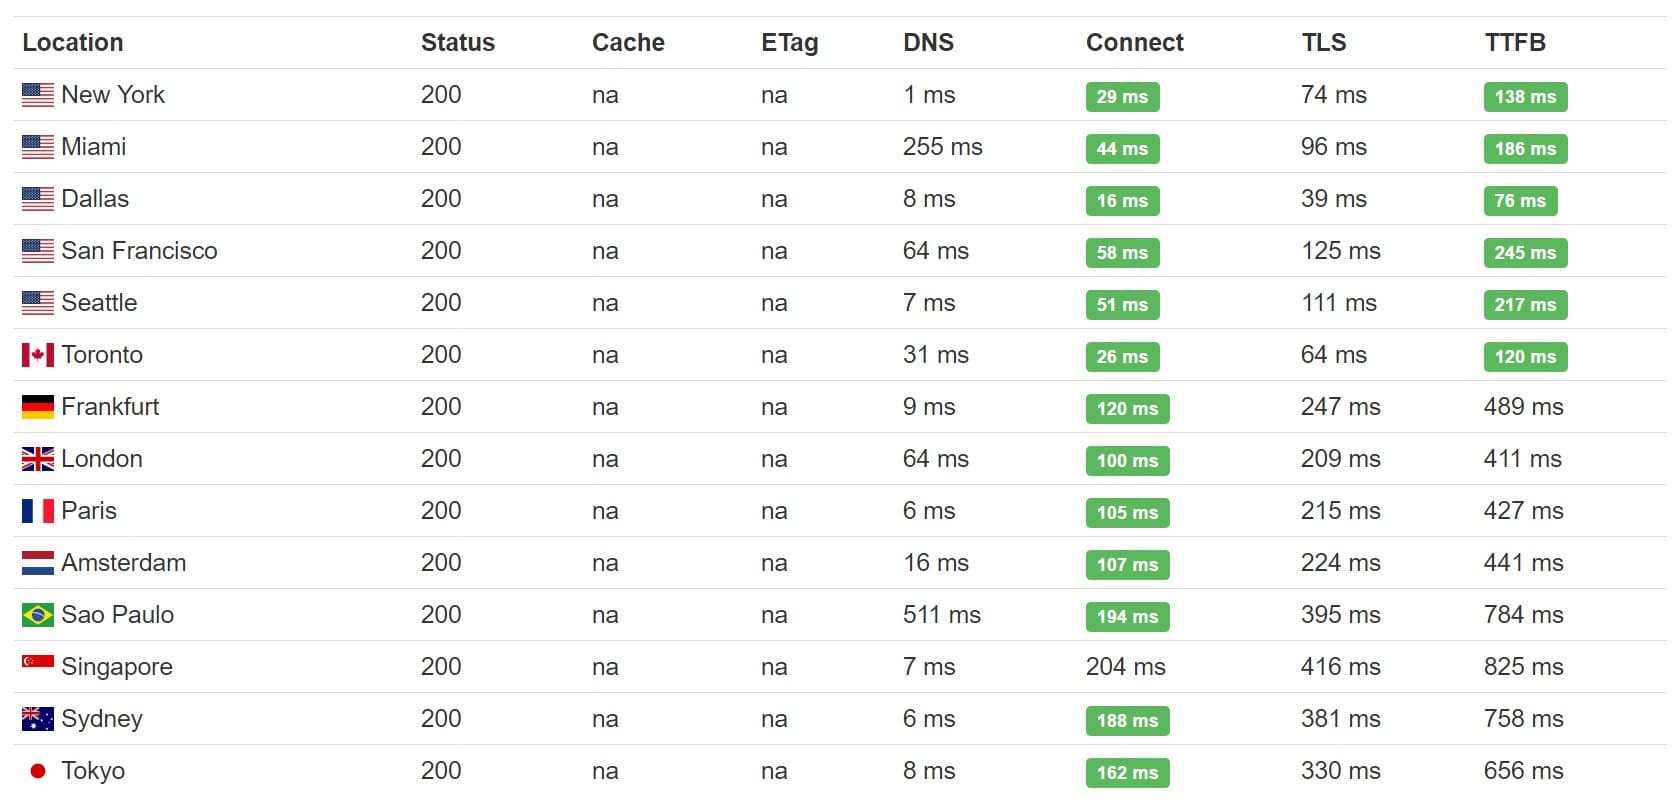 Location Status Cache ETag DNS Connect TLS TTFB
New York 200 na na 1 ms 29 ms 74 ms 138 ms
Miami 200 na na 255 ms 44 ms 96 ms 186 ms
Dallas 200 na na 8 ms 16 ms 39 ms 76 ms
San Francisco 200 na na 64 ms 58 ms 125 ms 245 ms
Seattle 200 na na 7 ms 51 ms 111 ms 217 ms
Toronto 200 na na 31 ms 26 ms 64 ms 120 ms
Frankfurt 200 na na 9 ms 120 ms 247 ms 489 ms
London 200 na na 64 ms 100 ms 209 ms 411 ms
Paris 200 na na 6 ms 105 ms 215 ms 427 ms
Amsterdam 200 na na 16 ms 107 ms 224 ms 441 ms
Sao Paulo 200 na na 511 ms 194 ms 395 ms 784 ms
Singapore 200 na na 7 ms 204 ms 416 ms 825 ms
Sydney 200 na na 6 ms 188 ms 381 ms 758 ms
Tokyo 200 na na 8 ms 162 ms 330 ms 656 ms